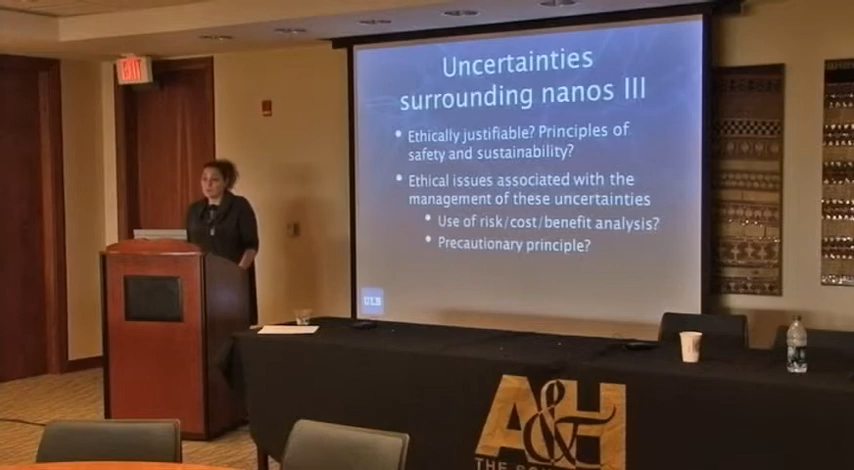 EXIT
Uncertainties
surrounding nanos III
• Ethically justifiable? Principles of
safety and sustainability?
• Ethical issues associated with the
management of these uncertainties
• Use of risk/cost/benefit analysis?
• Precautionary principle?
ULB
A&H
THE